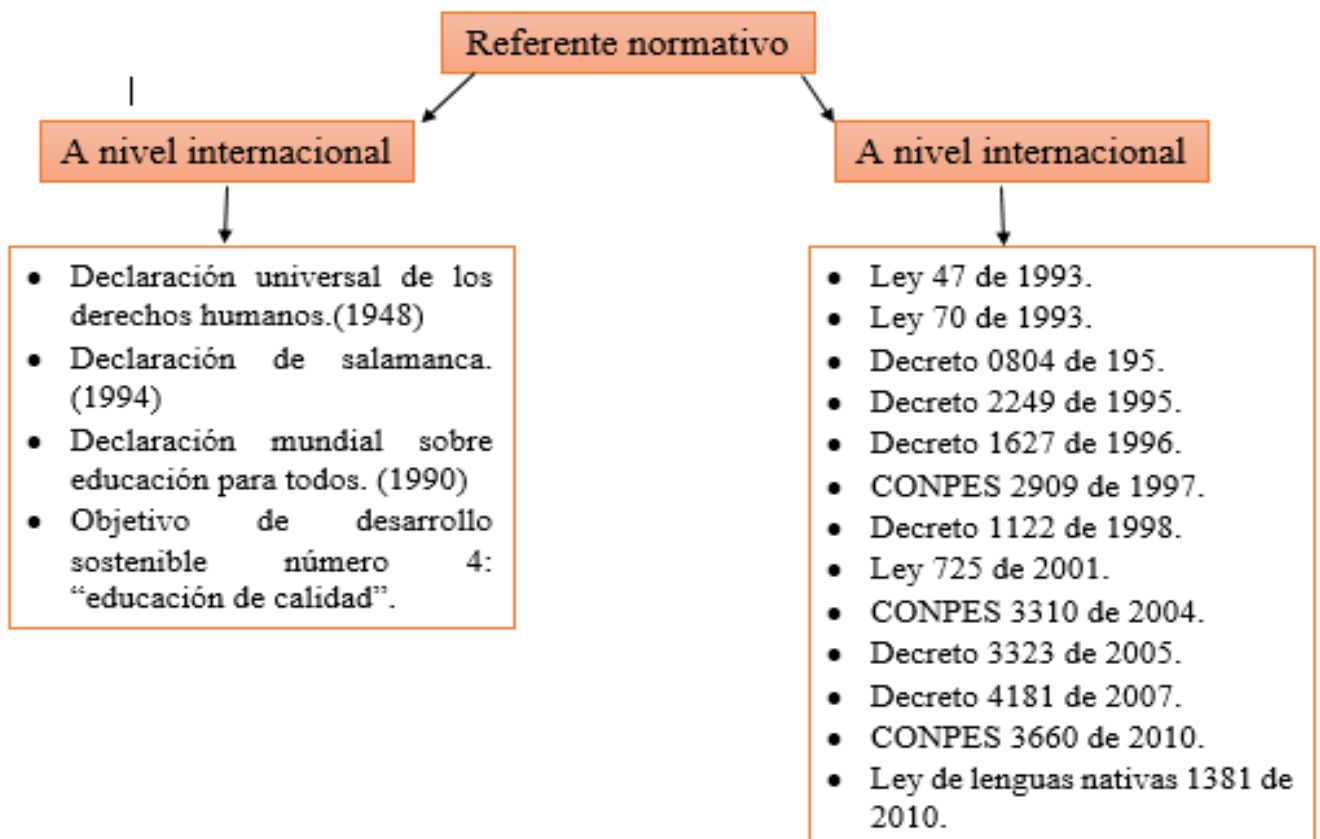 Referente normativo
A nivel internacional
A nivel internacional
• Declaración universal de los
derechos humanos.(1948)
• Declaración de salamanca.
(1994)
• Declaración mundial sobre
educación para todos. (1990)
• Objetivo de desarrollo
sostenible número 4:
“educación de calidad”.
• Ley 47 de 1993.
• Ley 70 de 1993.
• Decreto 0804 de 195.
• Decreto 2249 de 1995.
• Decreto 1627 de 1996.
• CONPES 2909 de 1997.
• Decreto 1122 de 1998.
• Ley 725 de 2001.
• CONPES 3310 de 2004.
• Decreto 3323 de 2005.
• Decreto 4181 de 2007.
• CONPES 3660 de 2010.
• Ley de lenguas nativas 1381 de
2010.